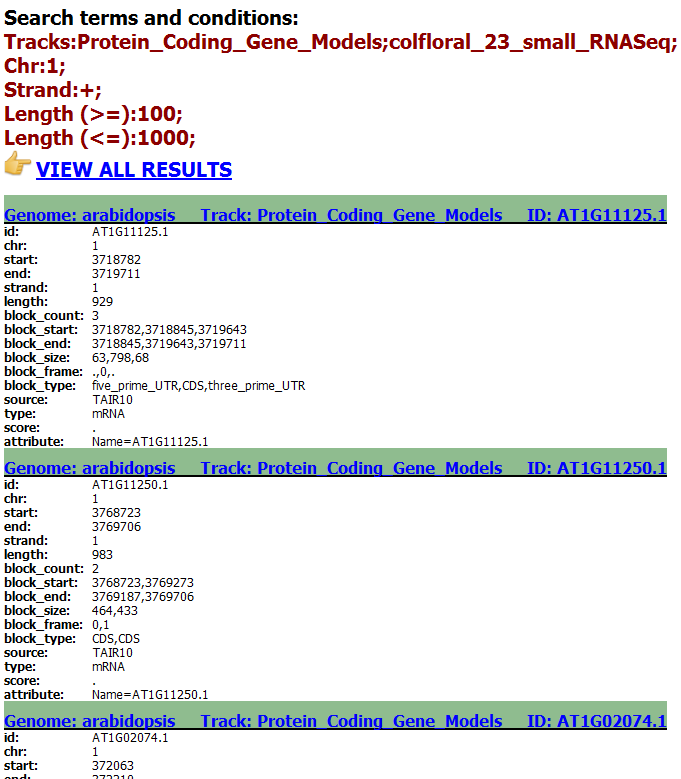 Search terms and conditions:
Tracks:Protein_Coding_Gene_Models;colfloral_23_small_RNASeq;
Chr:1;
Strand:+;
Length (>=):100;
Length (<=):1000;
VIEW ALL RESULTS
Genome: arabidopsis Track: Protein_Coding_Gene_Models ID: AT1G11125.1
id: AT1G11125.1
chr: 1
start: 3718782
end: 3719711
strand: 1
length: 929
block_count: 3
block_start: 3718782,3718845,3719643
block_end: 3718845,3719643,3719711
block_size: 63,798,68
block_frame: .,0,.
block_type: five_prime_UTR,CDS,three_prime_UTR
source: TAIR10
type: mRNA
score: .
attribute: Name=AT1G11125.1
Genome: arabidopsis Track: Protein_Coding_Gene_Models ID: AT1G11250.1
id: AT1G11250.1
chr: 1
start: 3768723
end: 3769706
strand: 1
length: 983
block_count: 2
block_start: 3768723,3769273
block_end: 3769187,3769706
block_size: 464,433
block_frame: 0,1
block_type: CDS,CDS
source: TAIR10
type: mRNA
score: .
attribute: Name=AT1G11250.1
Genome: arabidopsis Track: Protein_Coding_Gene_Models ID: AT1G02074.1
id: AT1G02074.1
chr: 1
start: 372063
end: